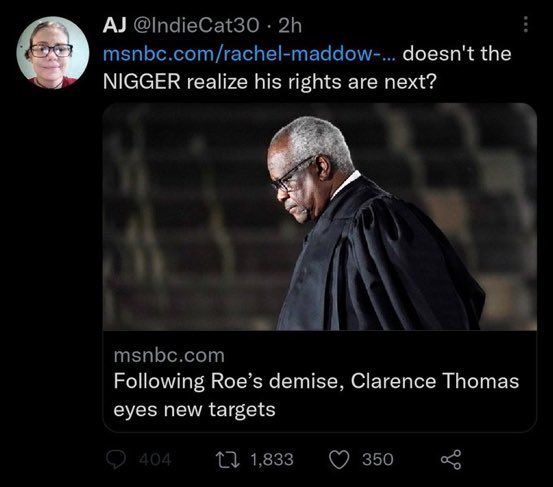 AJ @IndieCat30 · 2h
msnbc.com/rachel-maddow-... doesn't the
NIGGER realize his rights are next?
msnbc.com
Following Roe's demise, Clarence Thomas
eyes new targets
404 1,833 350